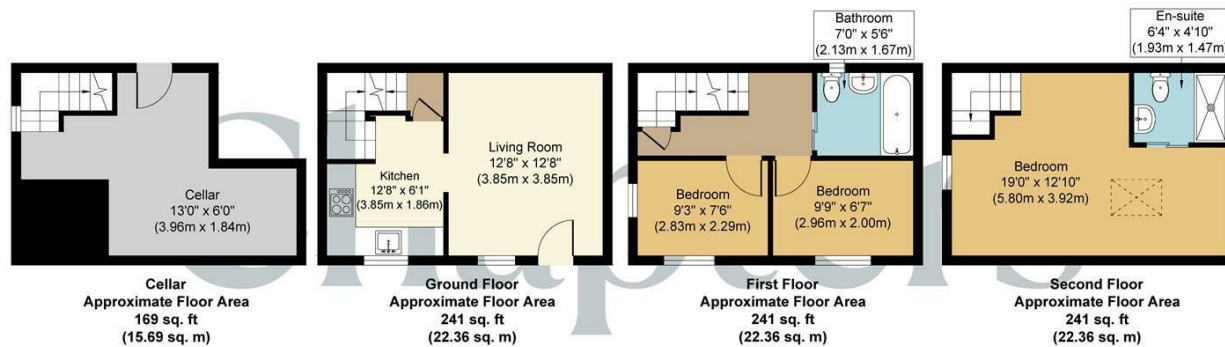 Bathroom
7'0" x 5'6"
(2.13m x 1.67m)
En-suite
6'4" x 4'10"
(1.93m x 1.47m)
Cellar
13'0" x 6'0"
(3.96m x 1.84m)
Kitchen
12'8" x 6'1"
(3.85m x 1.86m)
Living Room
12'8" x 12'8"
(3.85m x 3.85m)
Bedroom
9'3" x 7'6"
(2.83m x 2.29m)
Bedroom
9'9" x 6'7"
(2.96m x 2.00m)
Bedroom
19'0" x 12'10"
(5.80m x 3.92m)
Chapters
Cellar
Approximate Floor Area
169 sq. ft
(15.69 sq. m)
Ground Floor
Approximate Floor Area
241 sq. ft
(22.36 sq. m)
First Floor
Approximate Floor Area
241 sq. ft
(22.36 sq. m)
Second Floor
Approximate Floor Area
241 sq. ft
(22.36 sq. m)